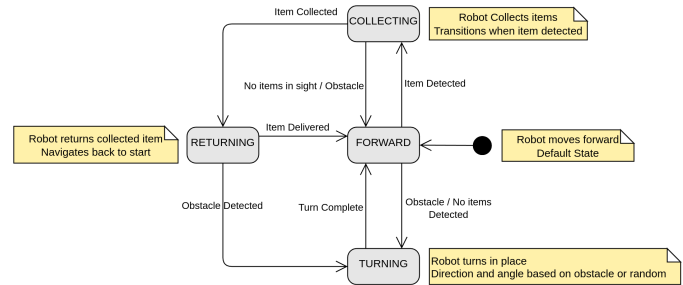 Item Collected
COLLECTING
Robot Collects items
Transitions when item detected
No items in sight / Obstacle
Item Detected
Robot returns collected item
Navigates back to start
RETURNING
Item Delivered
FORWARD
Robot moves forward
Default State
Obstacle Detected
Turn Complete
Obstacle / No items
Detected
TURNING
Robot turns in place
Direction and angle based on obstacle or random